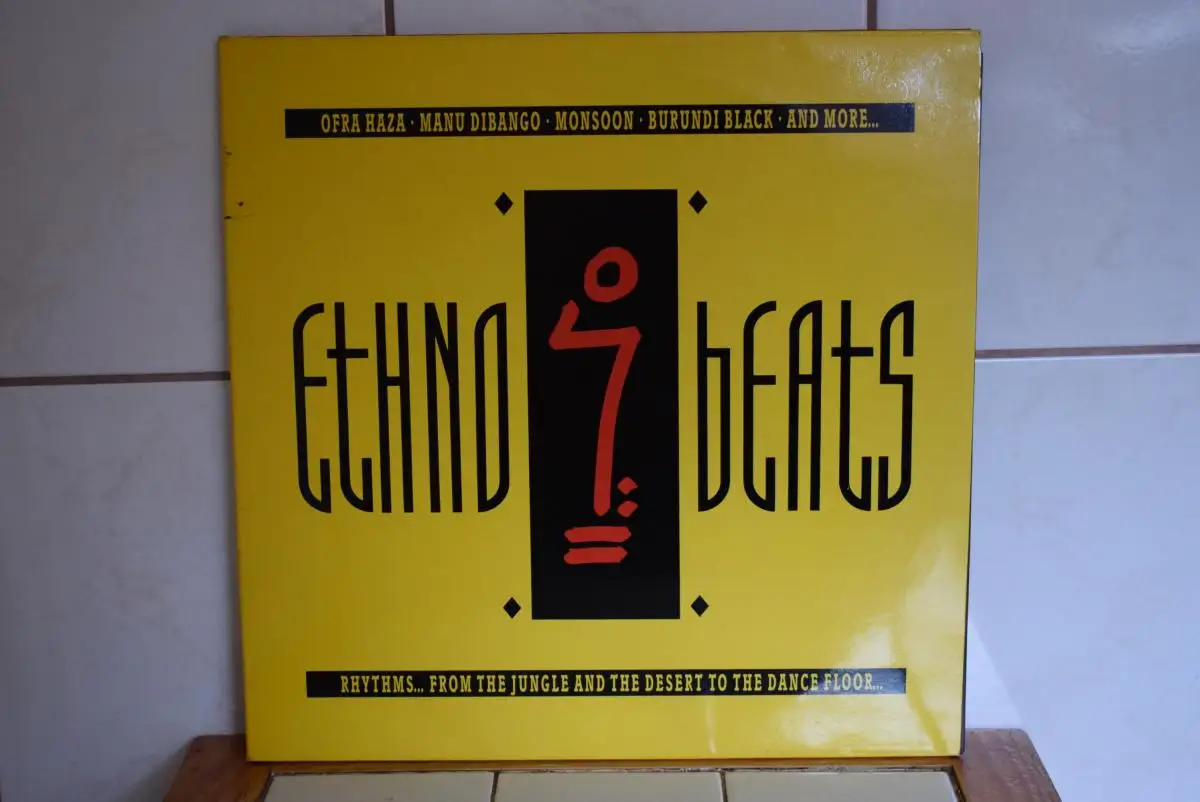 OFRA HAZA · MANU DIBANGO · MONSOON · BURUNDI BLACK · AND MORE...
EtHNO bEAtS
RHYTHMS... FROM THE JUNGLE AND THE DESERT TO THE DANCE FLOOR...